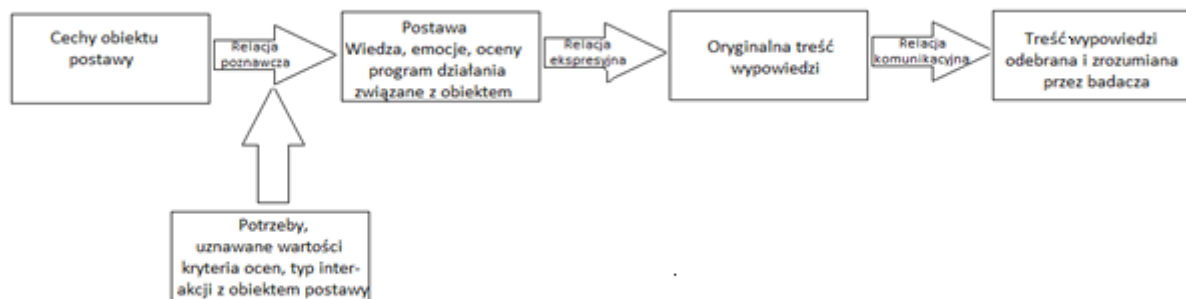 Cechy obiektu
postawy
Relacja
poznawcza
Postawa
Wiedza, emocje, oceny
program działania
związane z obiektem
Relacja
ekspresyjna
Oryginalna treść
wypowiedzi
Relacja
komunikacyjna
Treść wypowiedzi
odebrana i zrozumiana
przez badacza
Potrzeby,
uznawane wartości
kryteria ocen, typ inter-
akcji z obiektem postawy